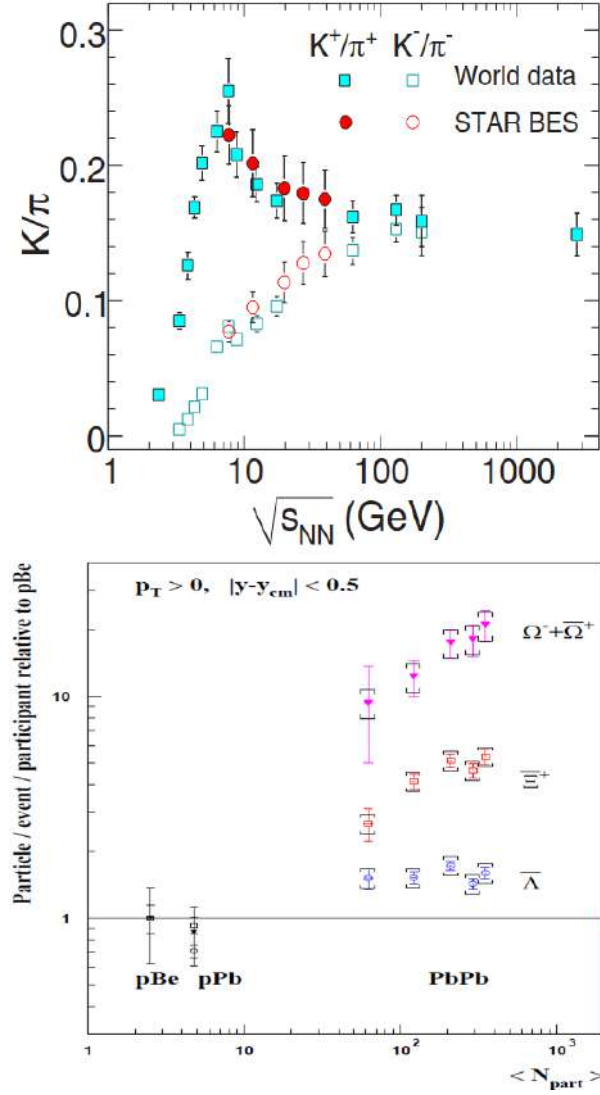 0.3
K⁺/π⁺ K⁻/π⁻
World data
STAR BES
0.2
K/π
0.1
0
1 10 100 1000
√sNN (GeV)
pT > 0, |y-ycm| < 0.5
Ω⁻+Ω̅⁺
10
Ξ̅⁺
Particle / event / participant relative to pBe
Λ̅
1
pBe pPb PbPb
1 10 10² 10³
< Npart >